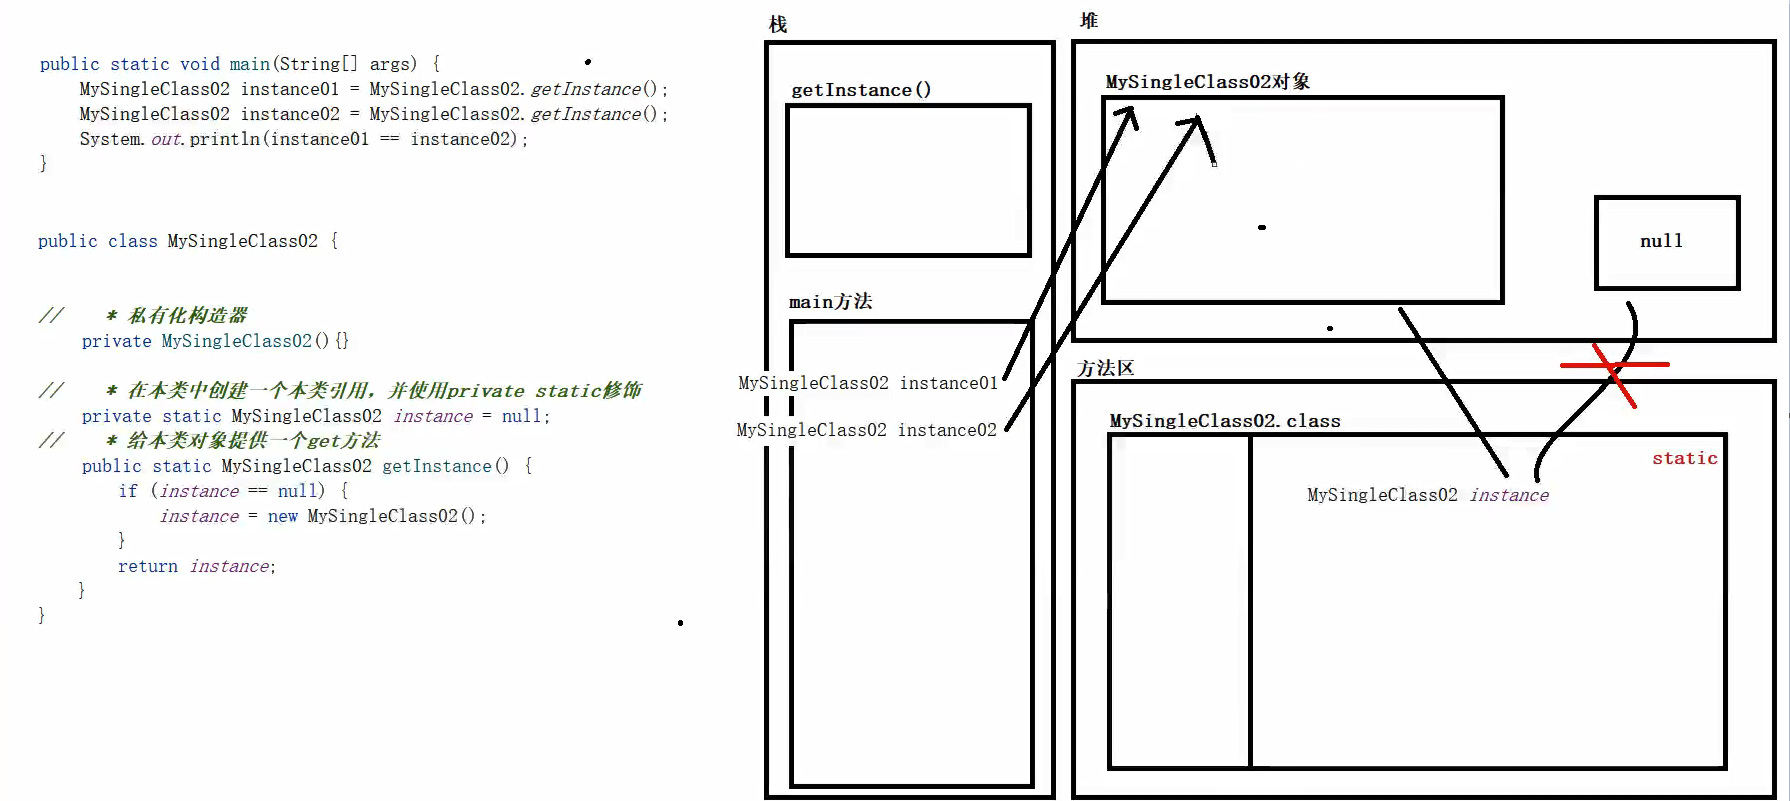 public static void main(String[] args) {
MySingleClass02 instance01 = MySingleClass02.getInstance();
MySingleClass02 instance02 = MySingleClass02.getInstance();
System.out.println(instance01 == instance02);
}
public class MySingleClass02 {
//    * 私有化构造器
private MySingleClass02(){}
//    * 在本类中创建一个本类引用，并使用private static修饰
private static MySingleClass02 instance = null;
//    * 给本类对象提供一个get方法
public static MySingleClass02 getInstance() {
if (instance == null) {
instance = new MySingleClass02();
}
return instance;
}
}
栈
getInstance()
main方法
MySingleClass02 instance01
MySingleClass02 instance02
堆
MySingleClass02对象
null
方法区
MySingleClass02.class
static
MySingleClass02 instance